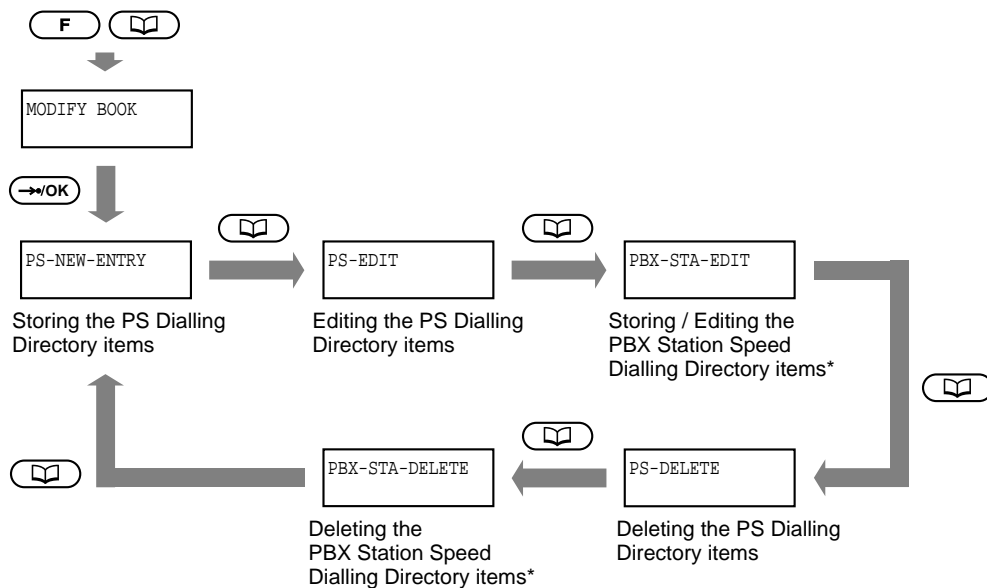 F
MODIFY BOOK
/OK
PS-NEW-ENTRY
PS-EDIT
PBX-STA-EDIT
Storing the PS Dialling
Directory items
Editing the PS Dialling
Directory items
Storing / Editing the
PBX Station Speed
Dialling Directory items*
PBX-STA-DELETE
PS-DELETE
Deleting the
PBX Station Speed
Dialling Directory items*
Deleting the PS Dialling
Directory items